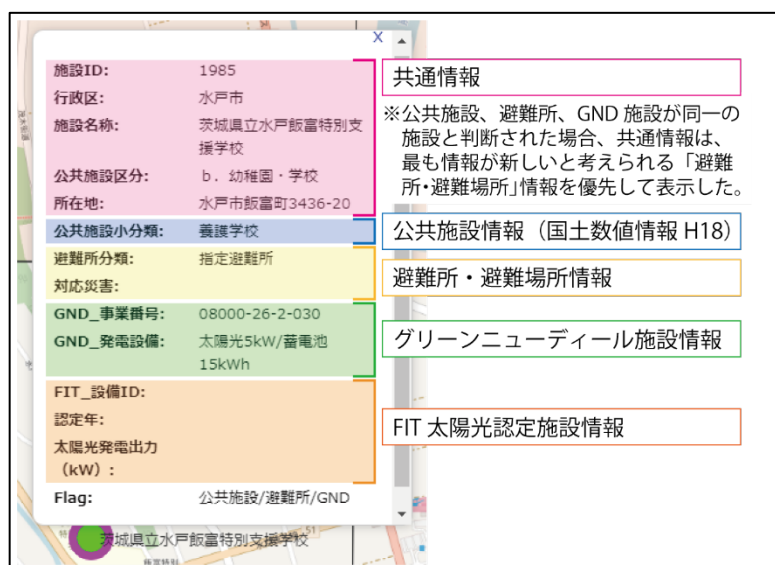 X
施設ID: 1985
行政区: 水戸市
施設名称: 茨城県立水戸飯富特別支
援学校
公共施設区分: b. 幼稚園・学校
所在地: 水戸市飯富町3436-20
公共施設小分類: 養護学校
避難所分類: 指定避難所
対応災害:
GND_事業番号: 08000-26-2-030
GND_発電設備: 太陽光5kW/蓄電池
15kWh
FIT_設備ID:
認定年:
太陽光発電出力
(kW) :
Flag: 公共施設/避難所/GND
茨城県立水戸飯富特別支援学校
共通情報
※公共施設、避難所、GND 施設が同一の
施設と判断された場合、共通情報は、
最も情報が新しいと考えられる「避難
所・避難場所」情報を優先して表示した。
公共施設情報（国土数値情報 H18）
避難所・避難場所情報
グリーンニューディール施設情報
FIT 太陽光認定施設情報